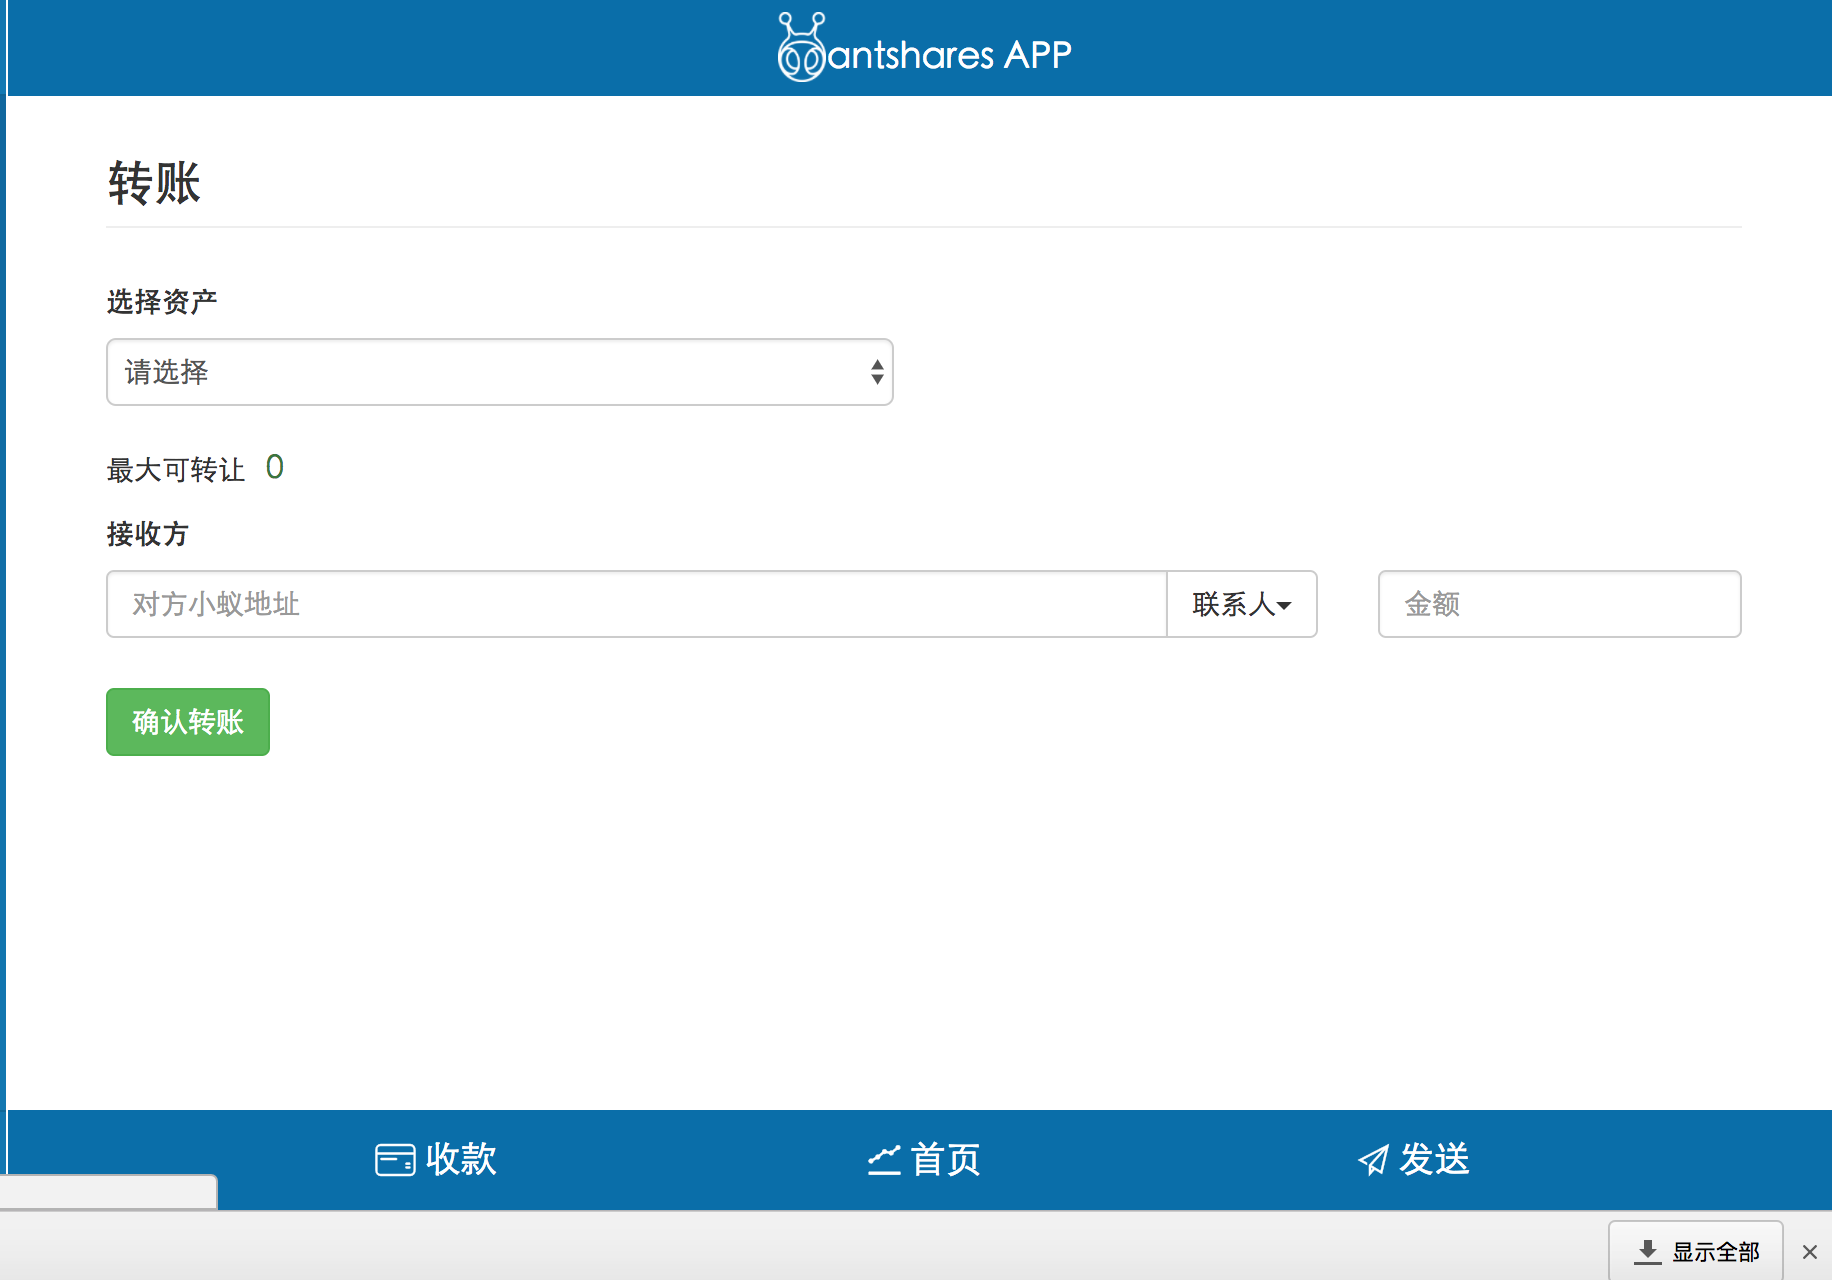 antshares APP
转账
选择资产
请选择
最大可转让 0
接收方
对方小蚁地址 联系人 金额
确认转账
收款 首页 发送
显示全部